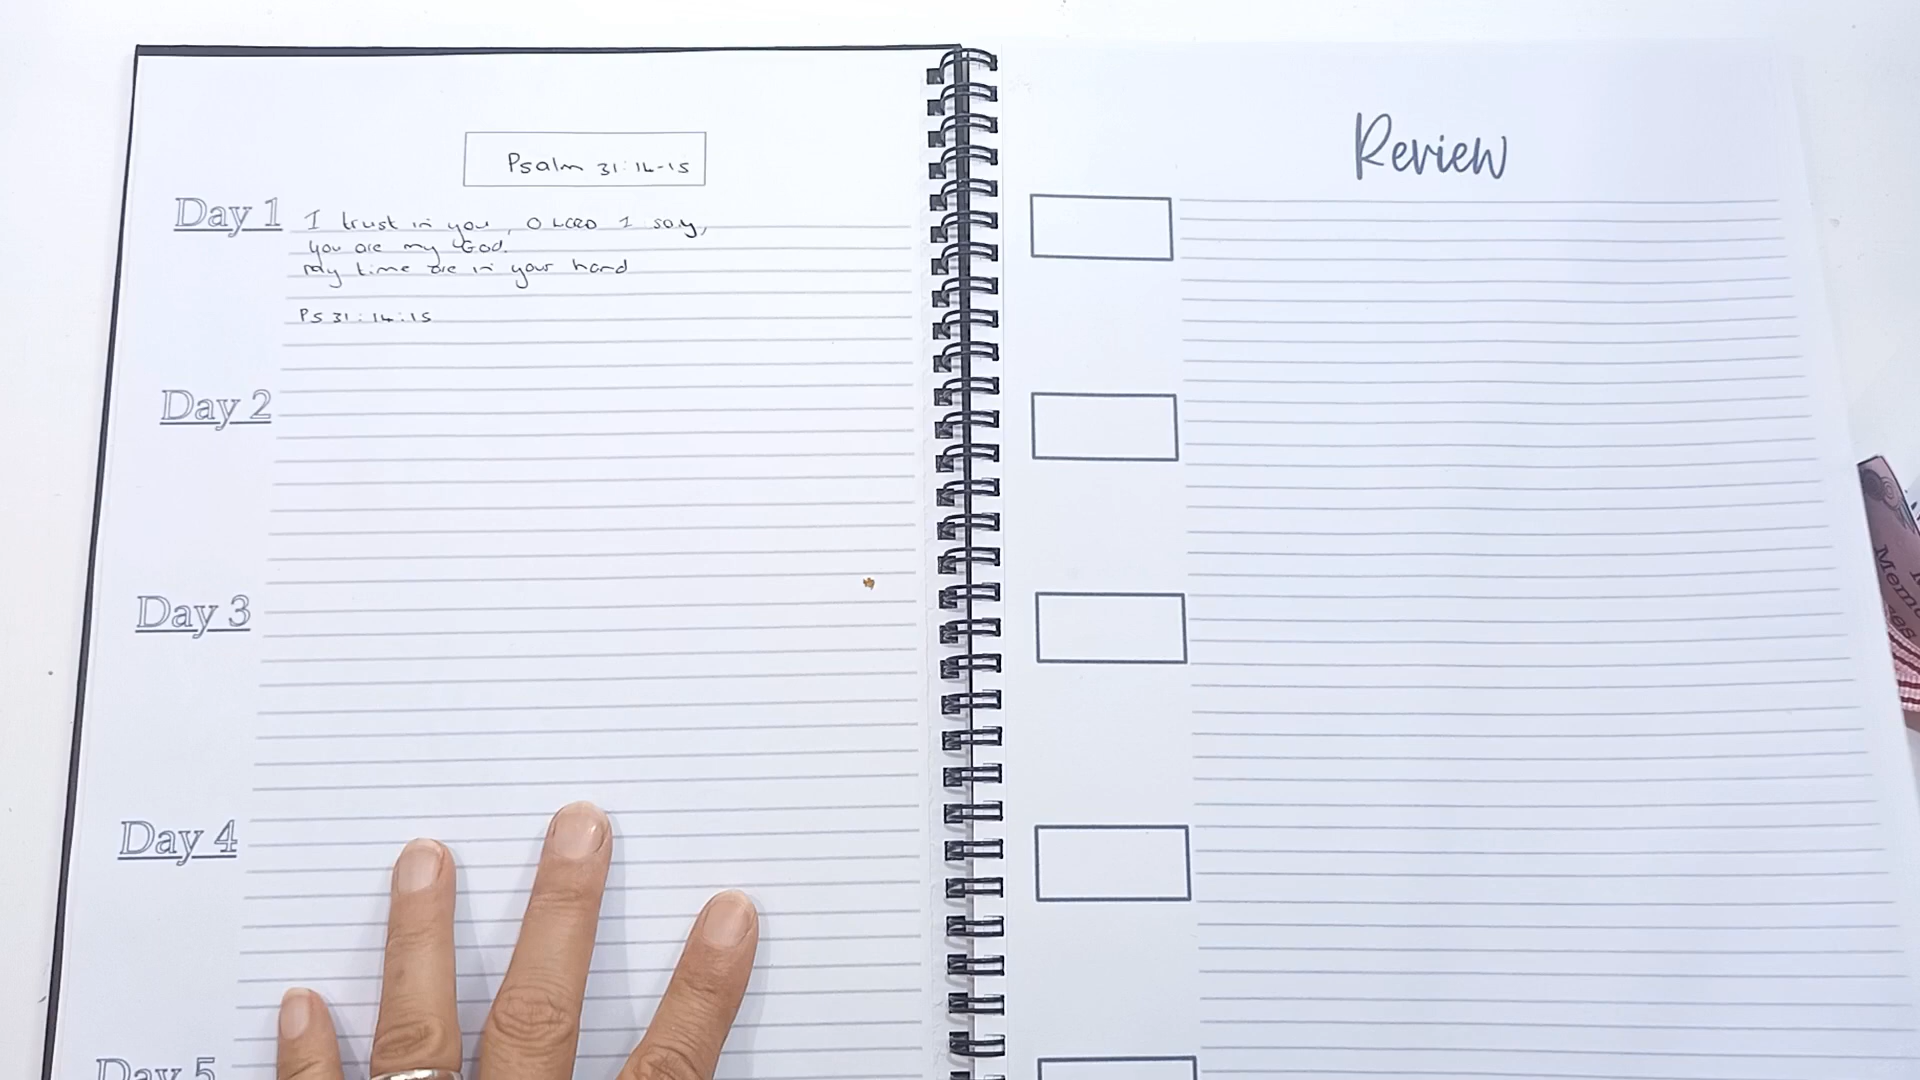 Psalm 31:14-15
Day 1
I trust in you, O LORD I say,
you are my God.
my time are in your hand
Ps 31:14:15
Day 2
Day 3
Day 4
Day 5
Review